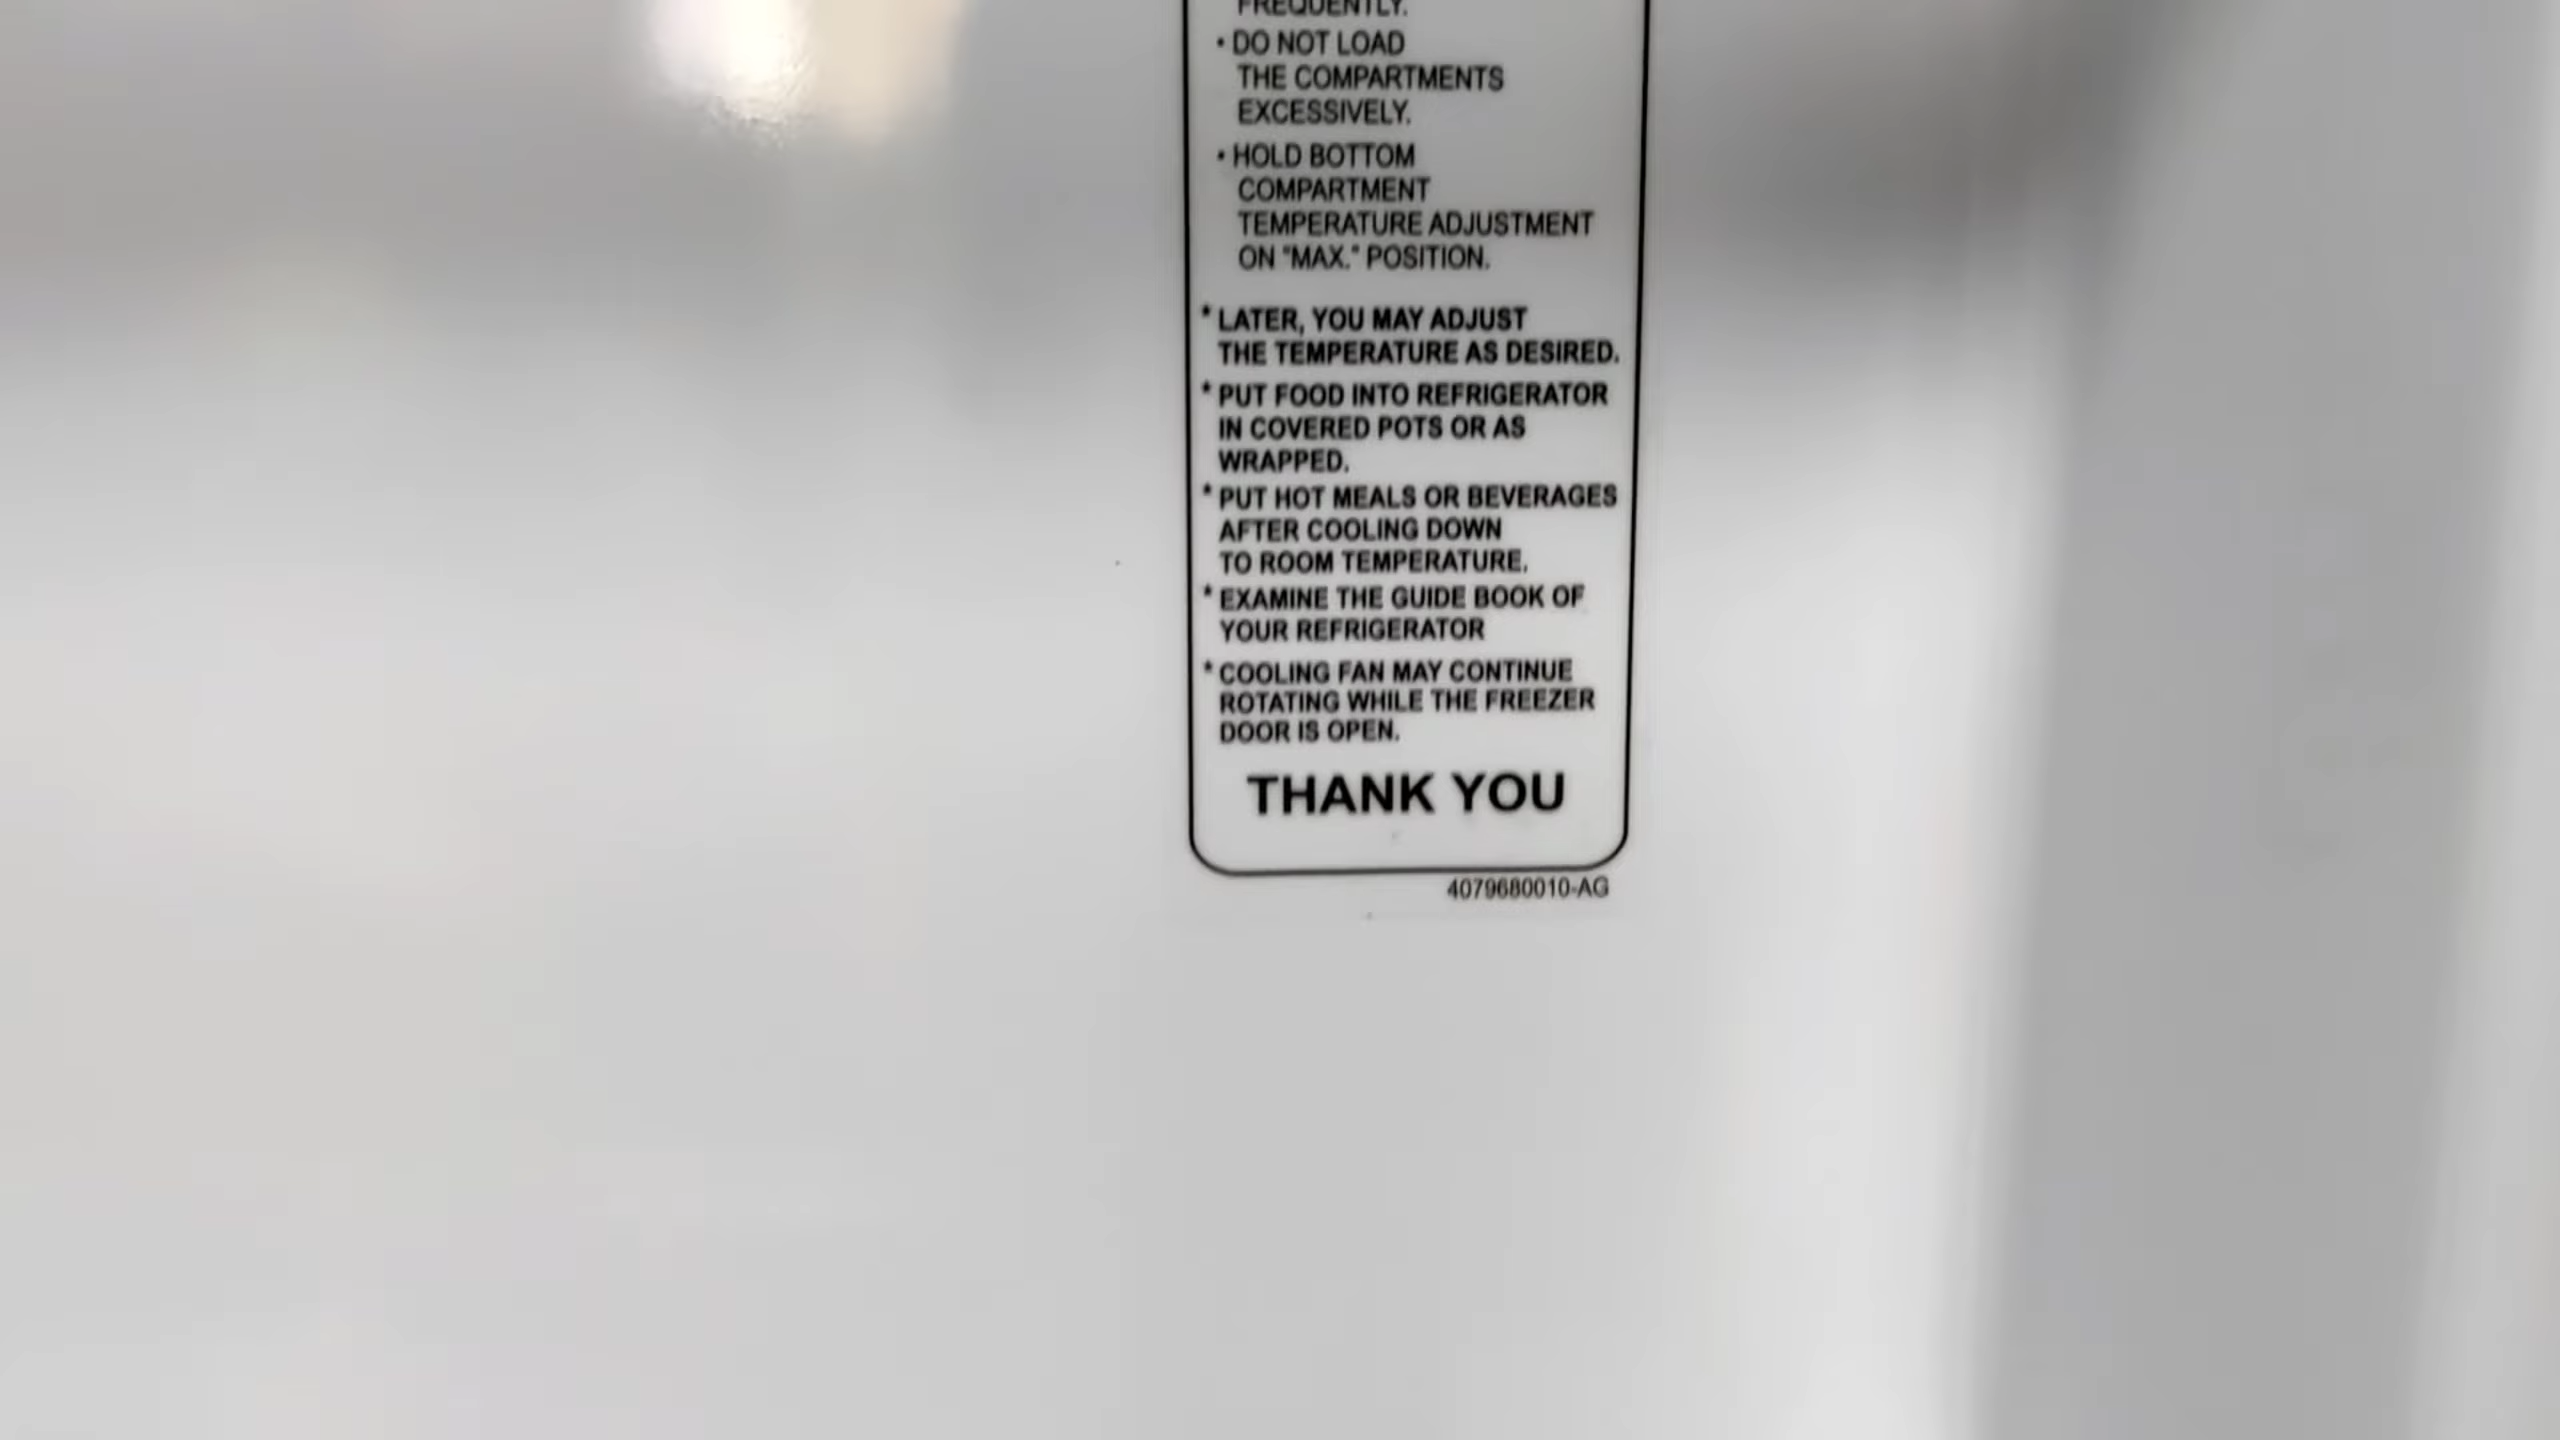 FREQUENTLY.
• DO NOT LOAD
THE COMPARTMENTS
EXCESSIVELY.
• HOLD BOTTOM
COMPARTMENT
TEMPERATURE ADJUSTMENT
ON "MAX." POSITION.
* LATER, YOU MAY ADJUST
THE TEMPERATURE AS DESIRED.
* PUT FOOD INTO REFRIGERATOR
IN COVERED POTS OR AS
WRAPPED.
* PUT HOT MEALS OR BEVERAGES
AFTER COOLING DOWN
TO ROOM TEMPERATURE.
* EXAMINE THE GUIDE BOOK OF
YOUR REFRIGERATOR
* COOLING FAN MAY CONTINUE
ROTATING WHILE THE FREEZER
DOOR IS OPEN.
THANK YOU
4079680010-AG